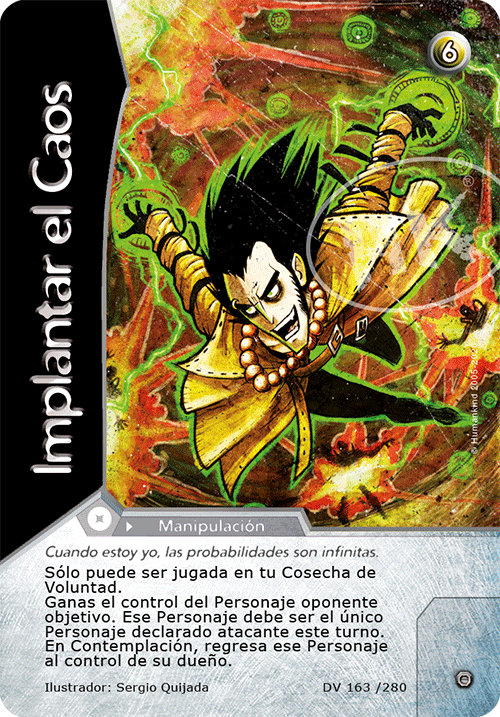 6
Implantar el Caos
© Humankind
Manipulación
Cuando estoy yo, las probabilidades son infinitas.
Sólo puede ser jugada en tu Cosecha de
Voluntad.
Ganas el control del Personaje oponente
objetivo. Ese Personaje debe ser el único
Personaje declarado atacante este turno.
En Contemplación, regresa ese Personaje
al control de su dueño.
Ilustrador: Sergio Quijada
DV 163 /280